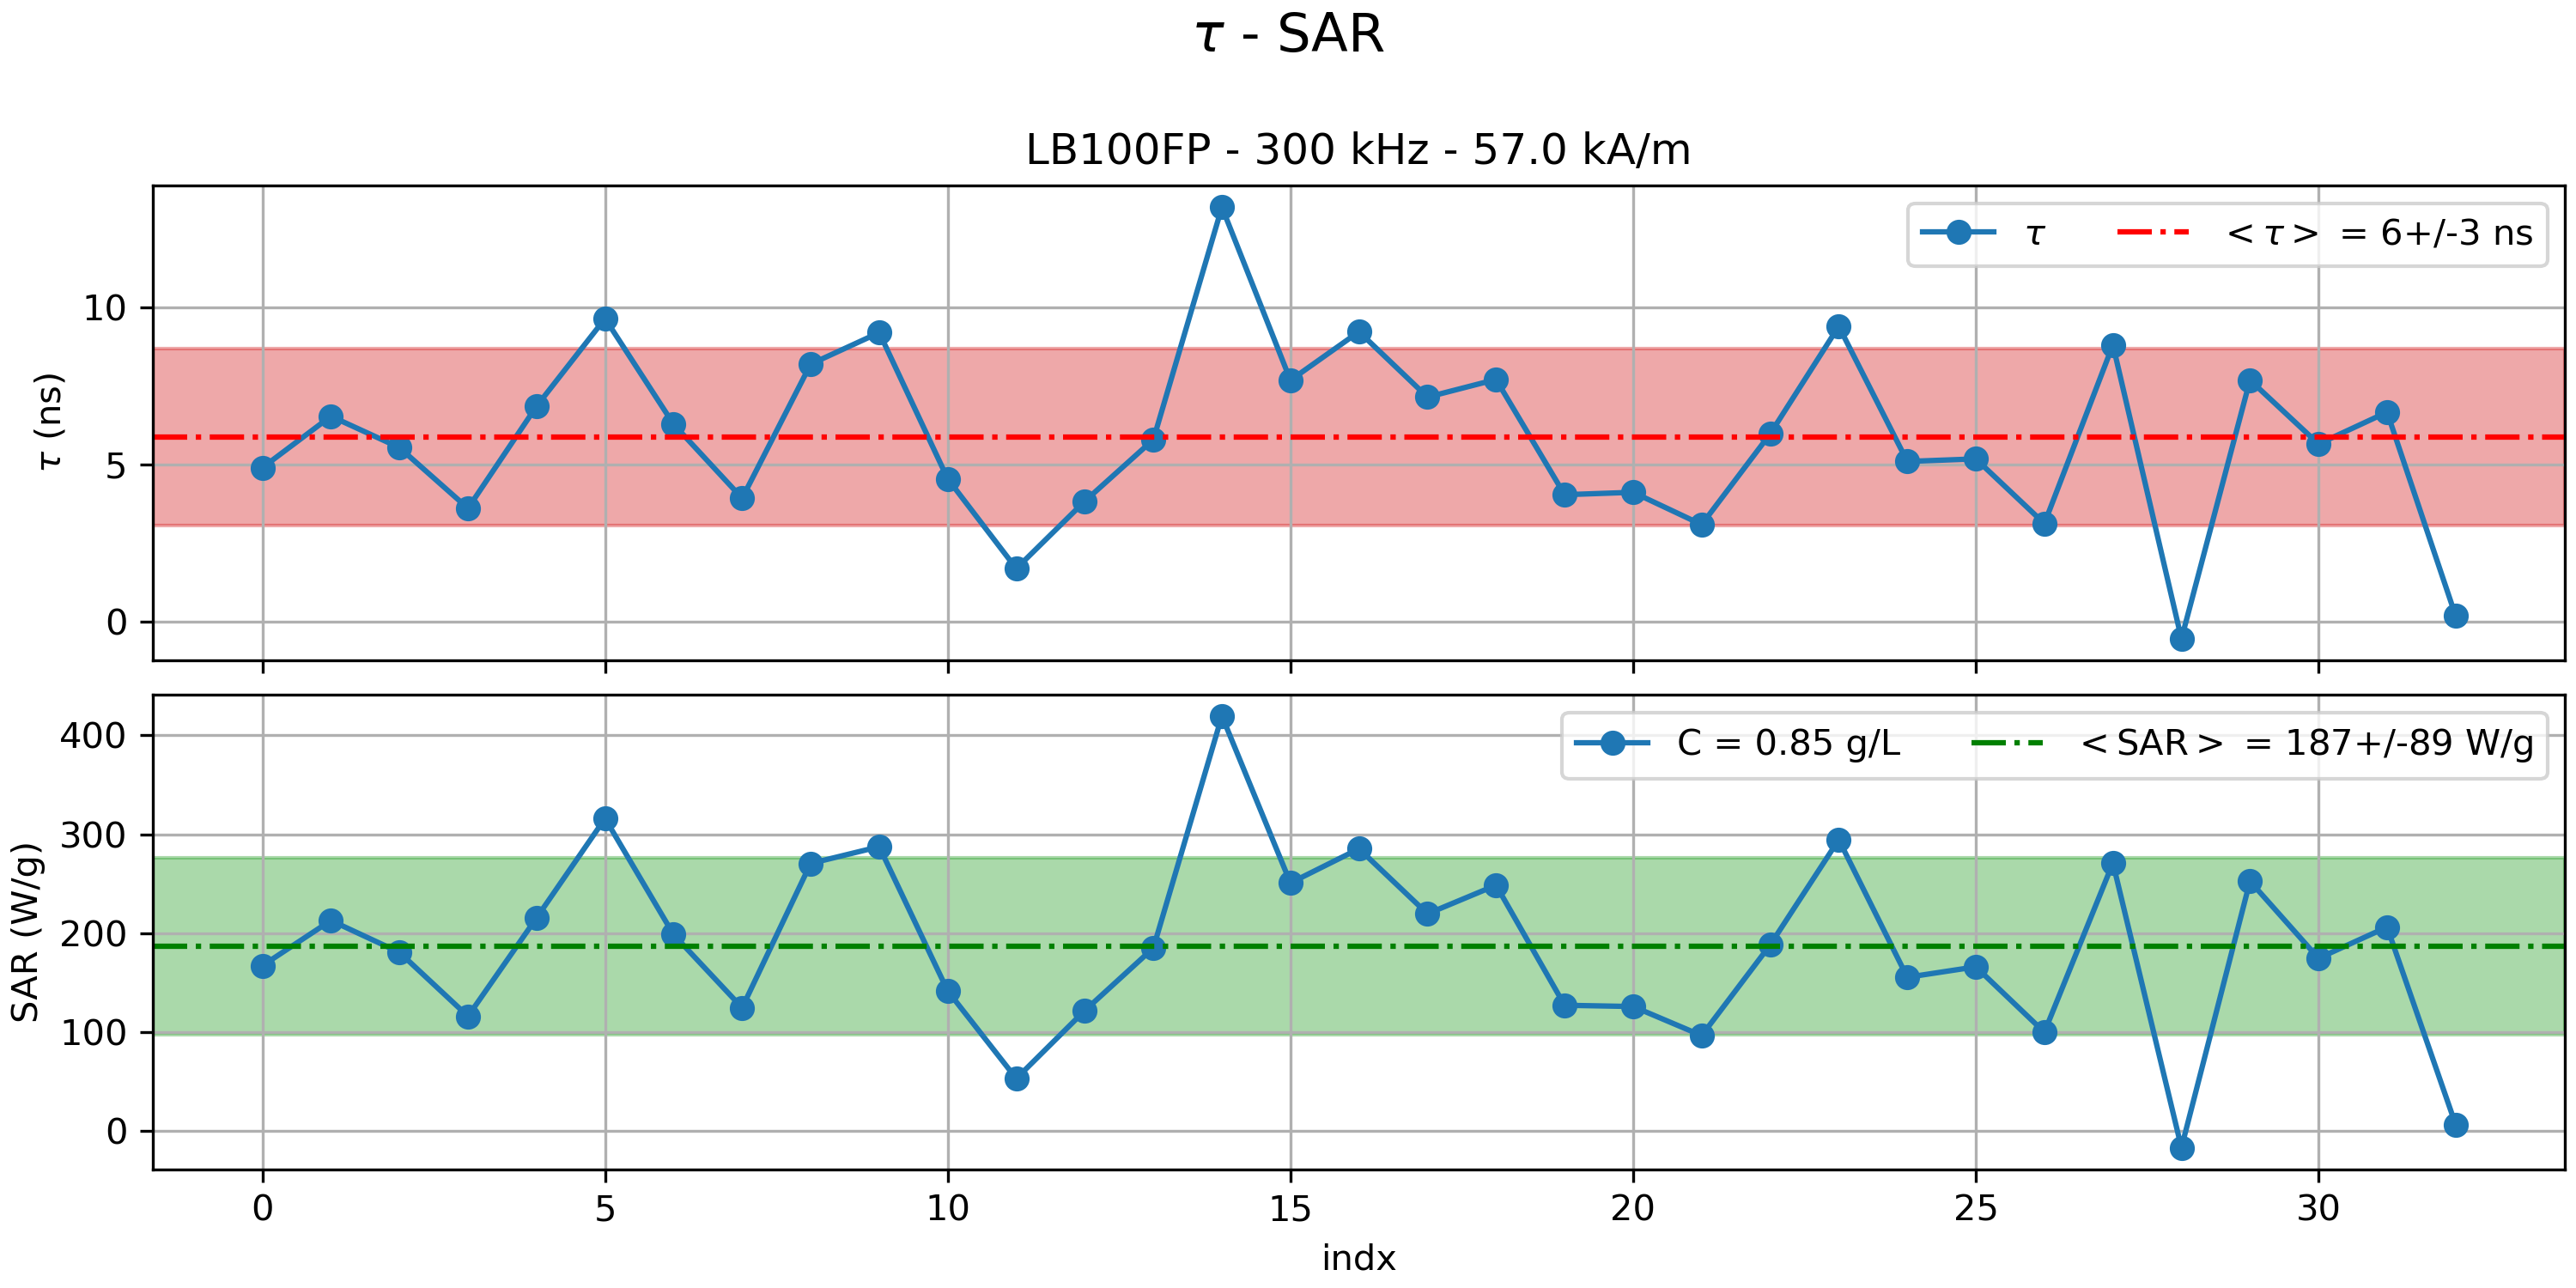 τ - SAR
LB100FP - 300 kHz - 57.0 kA/m
τ <τ> = 6+/-3 ns
10
5
0
τ (ns)
C = 0.85 g/L <SAR> = 187+/-89 W/g
400
300
200
100
0
SAR (W/g)
0 5 10 15 20 25 30
indx